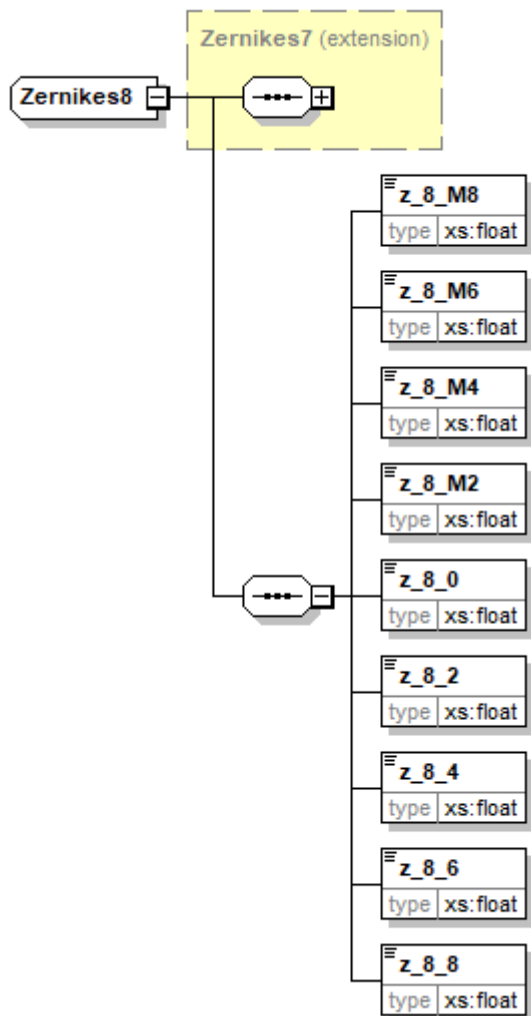 Zernikes7 (extension)
Zernikes8
z_8_M8
type xs:float
z_8_M6
type xs:float
z_8_M4
type xs:float
z_8_M2
type xs:float
z_8_0
type xs:float
z_8_2
type xs:float
z_8_4
type xs:float
z_8_6
type xs:float
z_8_8
type xs:float